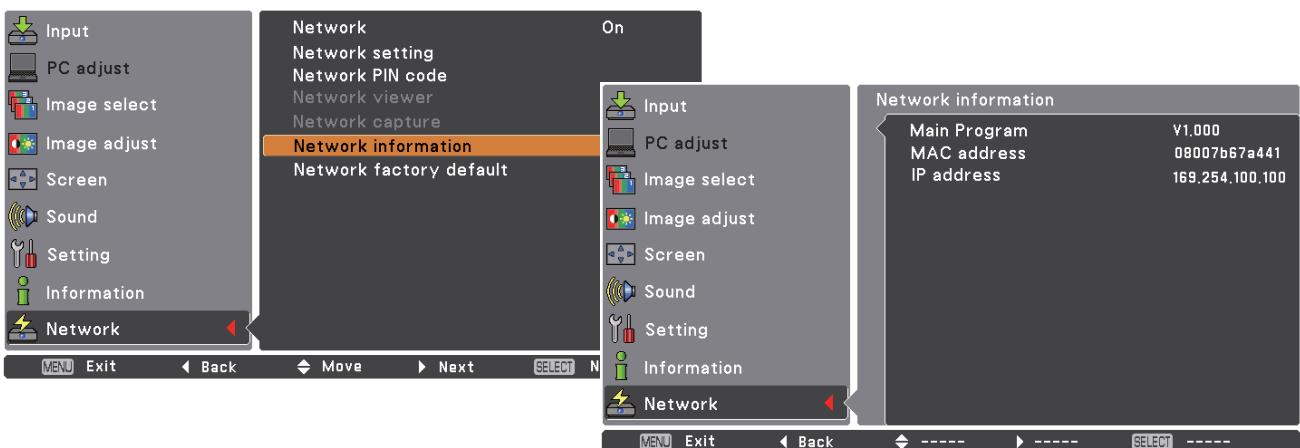 Input
PC adjust
Image select
Image adjust
Screen
Sound
Setting
Information
Network
Network On
Network setting
Network PIN code
Network viewer
Network capture
Network information
Network factory default
MENU Exit Back Move Next SELECT N
Input
PC adjust
Image select
Image adjust
Screen
Sound
Setting
Information
Network
Network information
Main Program V1.000
MAC address 08007b67a441
IP address 169.254.100.100
MENU Exit Back ----- ----- SELECT -----